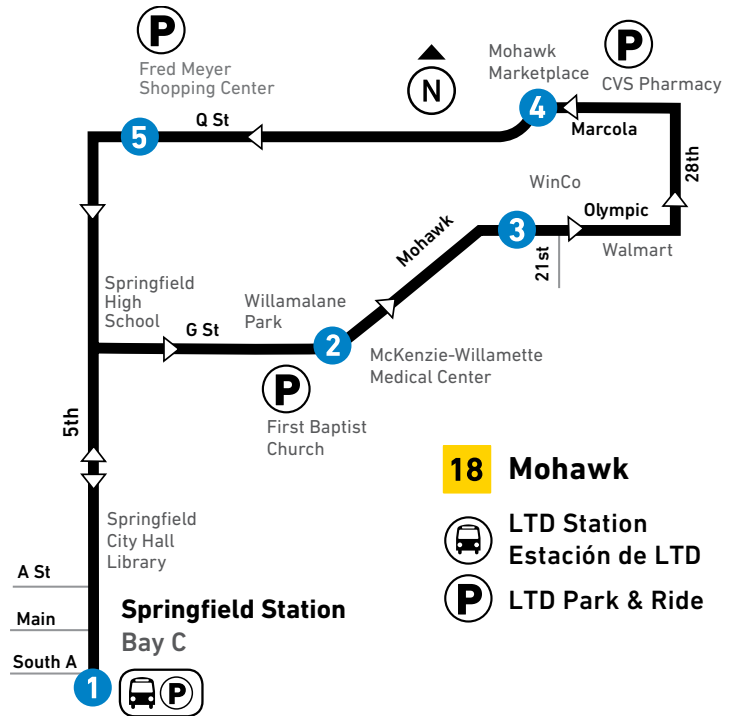 P
Fred Meyer
Shopping Center
N
Mohawk
Marketplace
P
CVS Pharmacy
5
Q St
4
Marcola
28th
WinCo
Olympic
3
21st
Walmart
Mohawk
Springfield
High
School
G St
Willamalane
Park
2
McKenzie-Willamette
Medical Center
P
First Baptist
Church
5th
18 Mohawk
LTD Station
Estación de LTD
P LTD Park & Ride
Springfield
City Hall
Library
A St
Main
South A
Springfield Station
Bay C
1
P